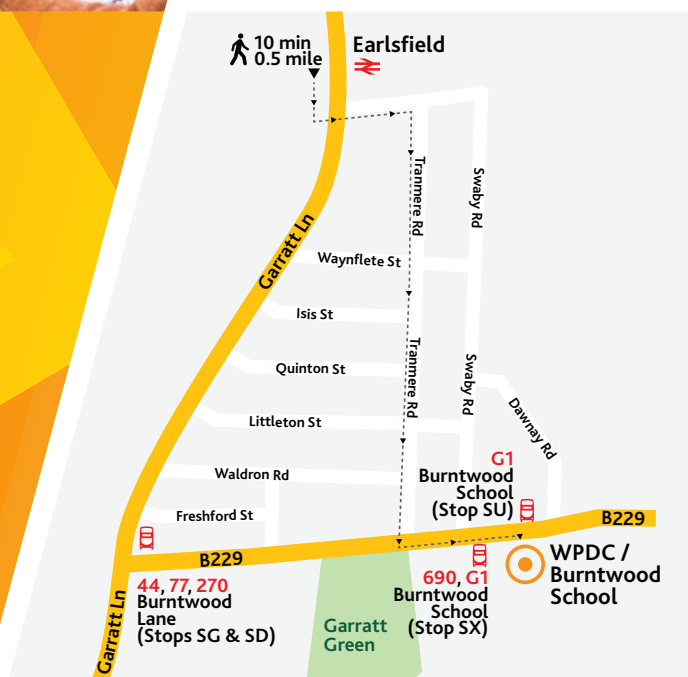 10 min
0.5 mile
Earlsfield
Tranmere Rd
Swaby Rd
Garratt Ln
Waynflete St
Isis St
Quinton St
Tranmere Rd
Swaby Rd
Littleton St
Dawnay Rd
Waldron Rd
Freshford St
G1
Burntwood
School
(Stop SU)
B229
B229
WPDC /
Burntwood
School
44, 77, 270
Burntwood
Lane
(Stops SG & SD)
690, G1
Burntwood
School
(Stop SX)
Garratt
Green
Garratt Ln